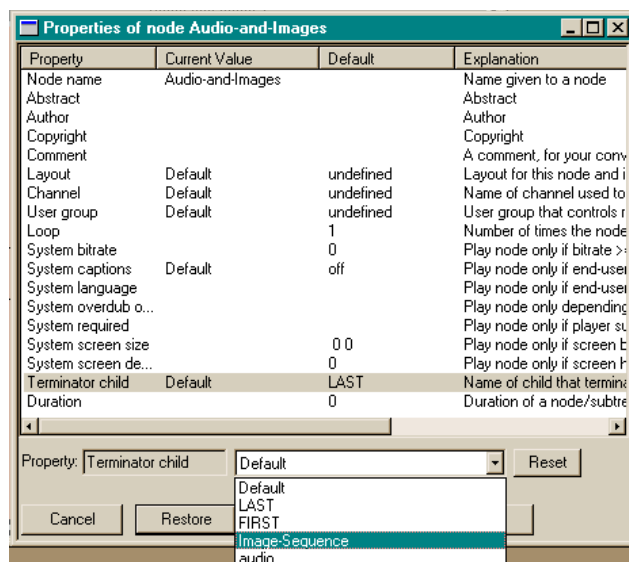 Properties of node Audio-and-Images
Property Current Value Default Explanation
Node name Audio-and-Images Name given to a node
Abstract Abstract
Author Author
Copyright Copyright
Comment A comment, for your conv
Layout Default undefined Layout for this node and i
Channel Default undefined Name of channel used to
User group Default undefined User group that controls r
Loop 1 Number of times the node
System bitrate 0 Play node only if bitrate >=
System captions Default off Play node only if end-user
System language Play node only if end-user
System overdub o... Play node only depending
System required Play node only if player su
System screen size 0 0 Play node only if screen b
System screen de... 0 Play node only if screen h
Terminator child Default LAST Name of child that termina
Duration 0 Duration of a node/subtre
Property: Terminator child Default Reset
Default
LAST
Cancel Restore FIRST
Image-Sequence
audio